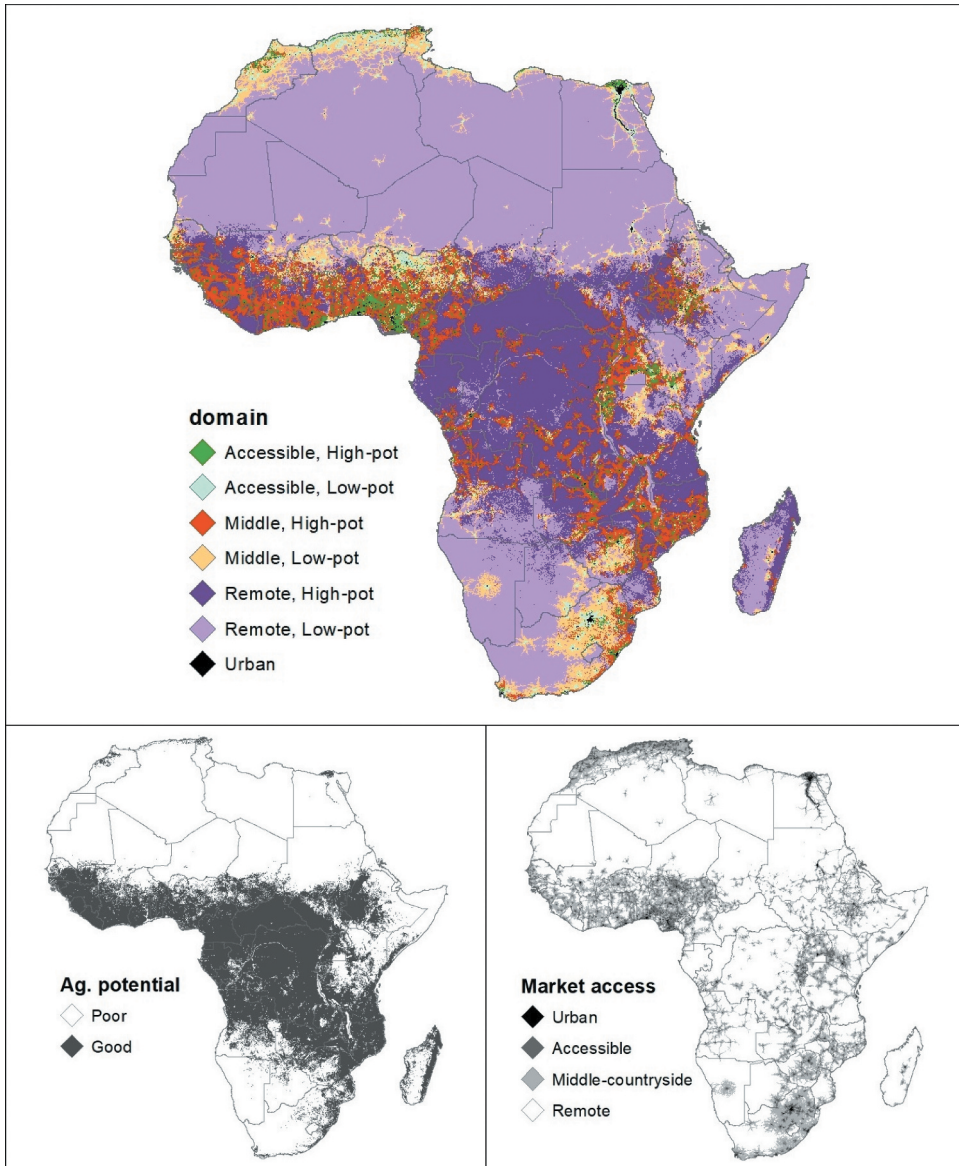 domain
Accessible, High-pot
Accessible, Low-pot
Middle, High-pot
Middle, Low-pot
Remote, High-pot
Remote, Low-pot
Urban
Ag. potential
Poor
Good
Market access
Urban
Accessible
Middle-countryside
Remote